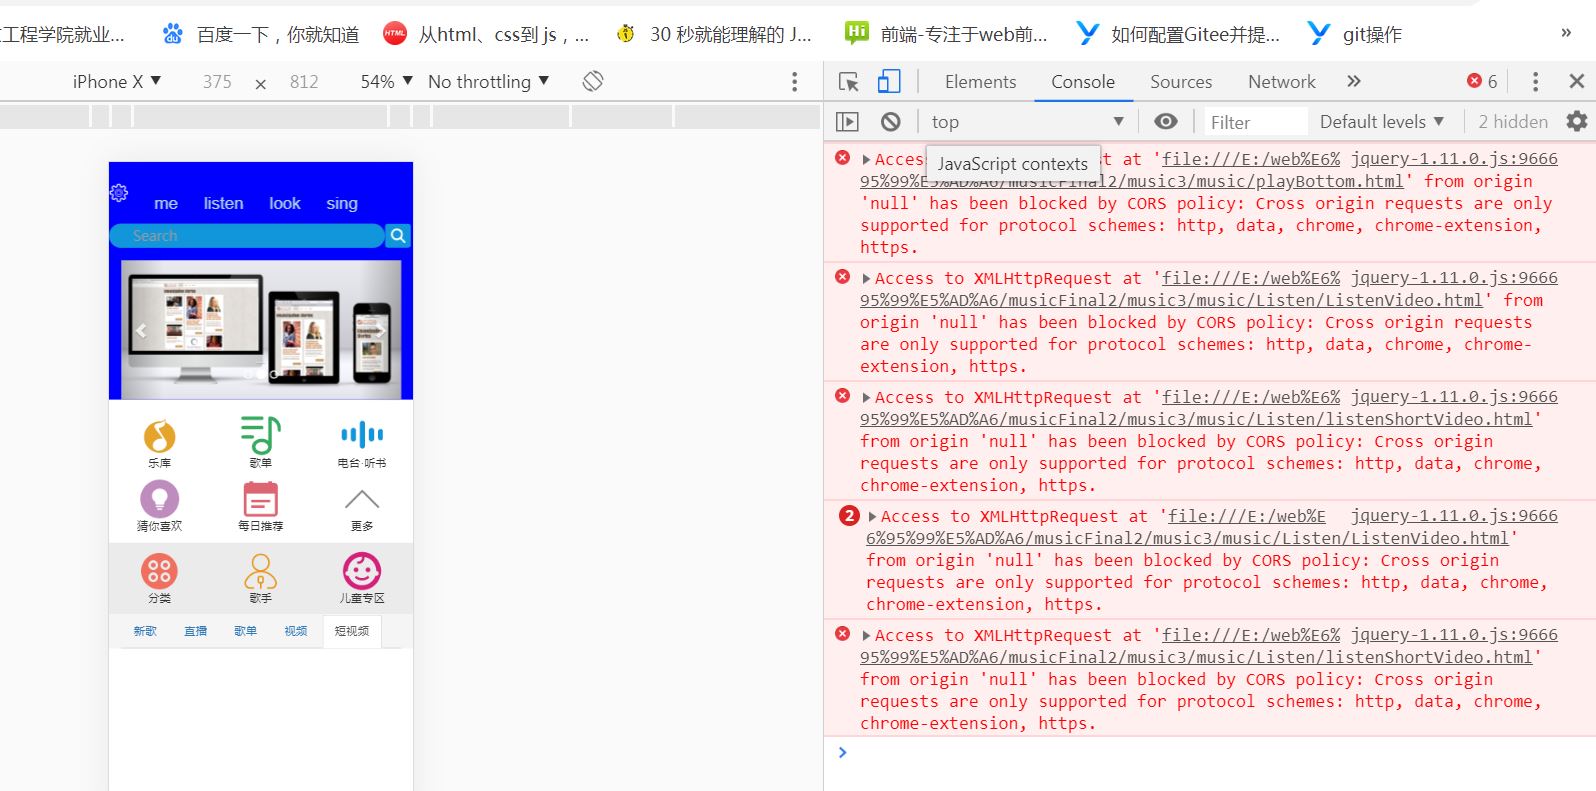 工程学院就业... 百度一下，你就知道 从html、css到 js，... 30 秒就能理解的 J... 前端-专注于web前... 如何配置Gitee并提... git操作 »
iPhone X ▼ 375 × 812 54% ▼ No throttling ▼
Elements Console Sources Network » 6
top ▼ Filter Default levels ▼ 2 hidden
JavaScript contexts
me listen look sing
Search
乐库 歌单 电台·听书
猜你喜欢 每日推荐 更多
分类 歌手 儿童专区
新歌 直播 歌单 视频 短视频
Acces st at 'file:///E:/web%E6% jquery-1.11.0.js:9666
95%99%E5%AD%A6/musicFinal2/music3/music/playBottom.html' from origin
'null' has been blocked by CORS policy: Cross origin requests are only
supported for protocol schemes: http, data, chrome, chrome-extension,
https.
Access to XMLHttpRequest at 'file:///E:/web%E6% jquery-1.11.0.js:9666
95%99%E5%AD%A6/musicFinal2/music3/music/Listen/ListenVideo.html' from
origin 'null' has been blocked by CORS policy: Cross origin requests
are only supported for protocol schemes: http, data, chrome, chrome-
extension, https.
Access to XMLHttpRequest at 'file:///E:/web%E6% jquery-1.11.0.js:9666
95%99%E5%AD%A6/musicFinal2/music3/music/Listen/listenShortVideo.html'
from origin 'null' has been blocked by CORS policy: Cross origin
requests are only supported for protocol schemes: http, data, chrome,
chrome-extension, https.
2 Access to XMLHttpRequest at 'file:///E:/web%E jquery-1.11.0.js:9666
6%95%99%E5%AD%A6/musicFinal2/music3/music/Listen/ListenVideo.html'
from origin 'null' has been blocked by CORS policy: Cross origin
requests are only supported for protocol schemes: http, data, chrome,
chrome-extension, https.
Access to XMLHttpRequest at 'file:///E:/web%E6% jquery-1.11.0.js:9666
95%99%E5%AD%A6/musicFinal2/music3/music/Listen/listenShortVideo.html'
from origin 'null' has been blocked by CORS policy: Cross origin
requests are only supported for protocol schemes: http, data, chrome,
chrome-extension, https.